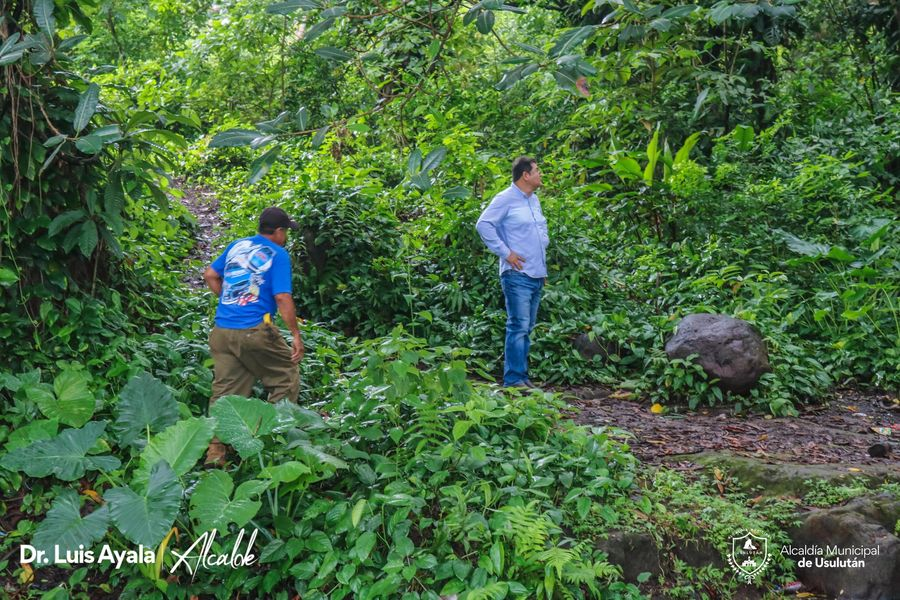 Dr. Luis Ayala Alcalde
Alcaldía Municipal
de Usulután